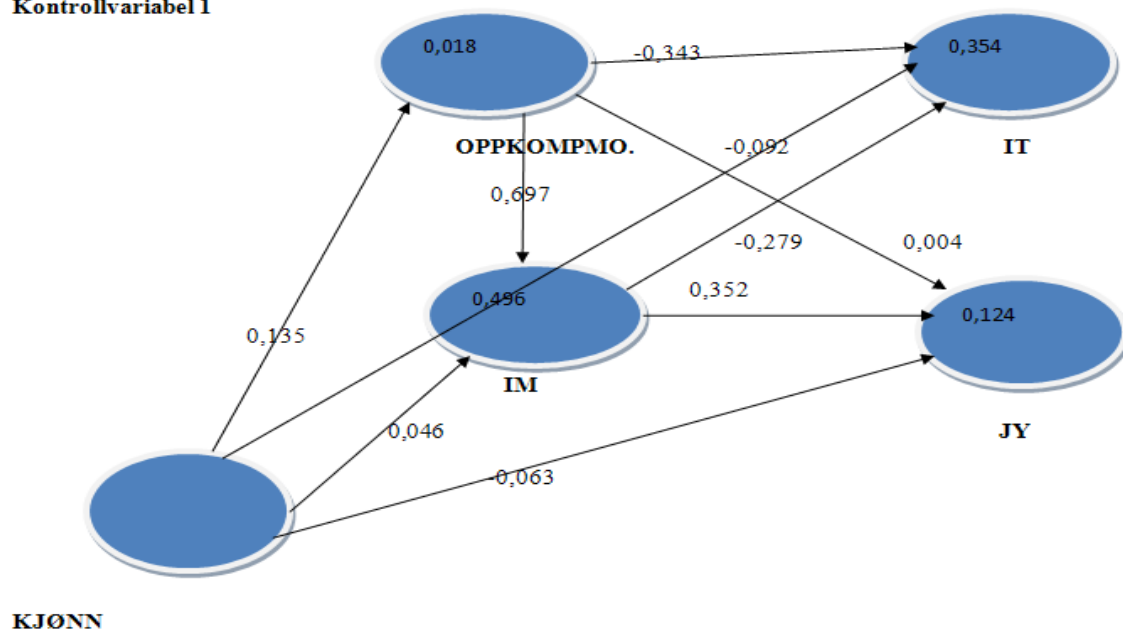 Kontrollvariabel 1
0,018
-0,343
0,354
OPPKOMPMO.
-0,092
IT
0,697
-0,279
0,004
0,496
0,352
0,124
0,135
IM
0,046
JY
-0,063
KJØNN